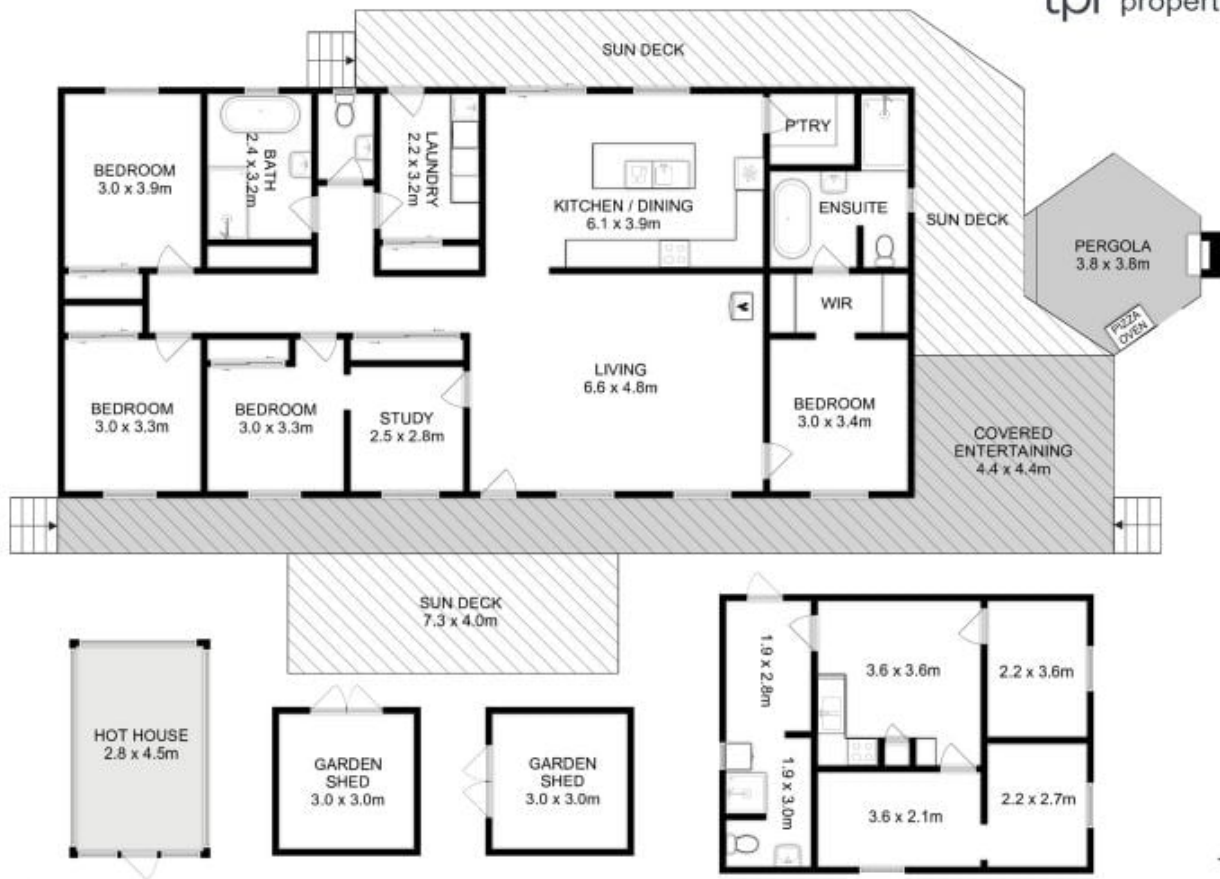 tpr propert
SUN DECK
BEDROOM
3.0 x 3.9m
BATH
2.4 x 3.2m
LAUNDRY
2.2 x 3.2m
KITCHEN / DINING
6.1 x 3.9m
P'TRY
ENSUITE
SUN DECK
PERGOLA
3.8 x 3.8m
PIZZA
OVEN
WIR
LIVING
6.6 x 4.8m
BEDROOM
3.0 x 3.3m
BEDROOM
3.0 x 3.3m
STUDY
2.5 x 2.8m
BEDROOM
3.0 x 3.4m
COVERED
ENTERTAINING
4.4 x 4.4m
SUN DECK
7.3 x 4.0m
HOT HOUSE
2.8 x 4.5m
GARDEN
SHED
3.0 x 3.0m
GARDEN
SHED
3.0 x 3.0m
1.9 x 2.8m
3.6 x 3.6m
2.2 x 3.6m
1.9 x 3.0m
3.6 x 2.1m
2.2 x 2.7m